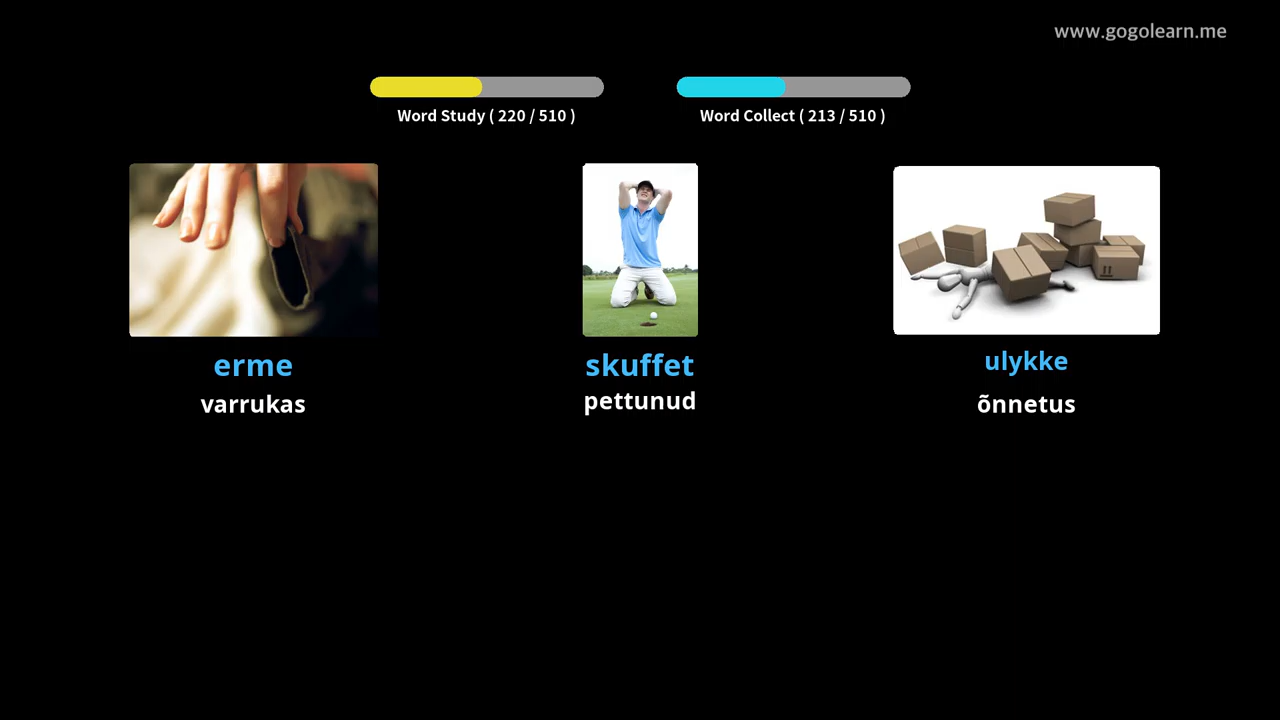 www.gogolearn.me
Word Study ( 220 / 510 )
Word Collect ( 213 / 510 )
erme
varrukas
skuffet
pettunud
ulykke
õnnetus